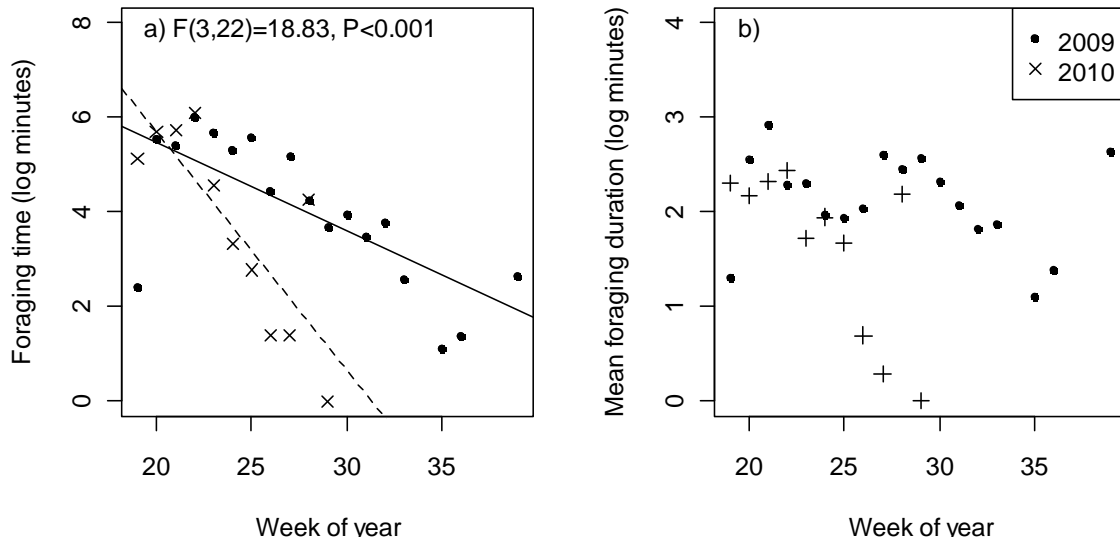 a) F(3,22)=18.83, P<0.001
Foraging time (log minutes)
8
6
4
2
0
20 25 30 35
Week of year
b)
2009
2010
Mean foraging duration (log minutes)
4
3
2
1
0
20 25 30 35
Week of year